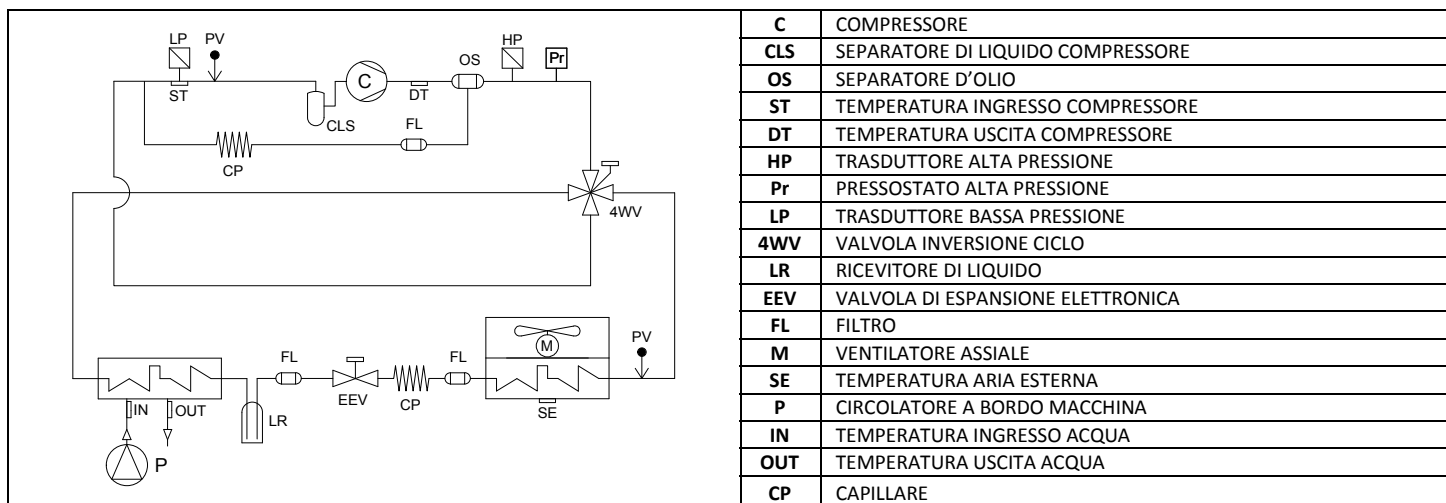 LP PV HP Pr
OS
C
ST DT
CLS FL
CP
4WV
PV
M
FL FL
EEV CP SE
IN OUT LR
P
C COMPRESSORE
CLS SEPARATORE DI LIQUIDO COMPRESSORE
OS SEPARATORE D’OLIO
ST TEMPERATURA INGRESSO COMPRESSORE
DT TEMPERATURA USCITA COMPRESSORE
HP TRASDUTTORE ALTA PRESSIONE
Pr PRESSOSTATO ALTA PRESSIONE
LP TRASDUTTORE BASSA PRESSIONE
4WV VALVOLA INVERSIONE CICLO
LR RICEVITORE DI LIQUIDO
EEV VALVOLA DI ESPANSIONE ELETTRONICA
FL FILTRO
M VENTILATORE ASSIALE
SE TEMPERATURA ARIA ESTERNA
P CIRCOLATORE A BORDO MACCHINA
IN TEMPERATURA INGRESSO ACQUA
OUT TEMPERATURA USCITA ACQUA
CP CAPILLARE